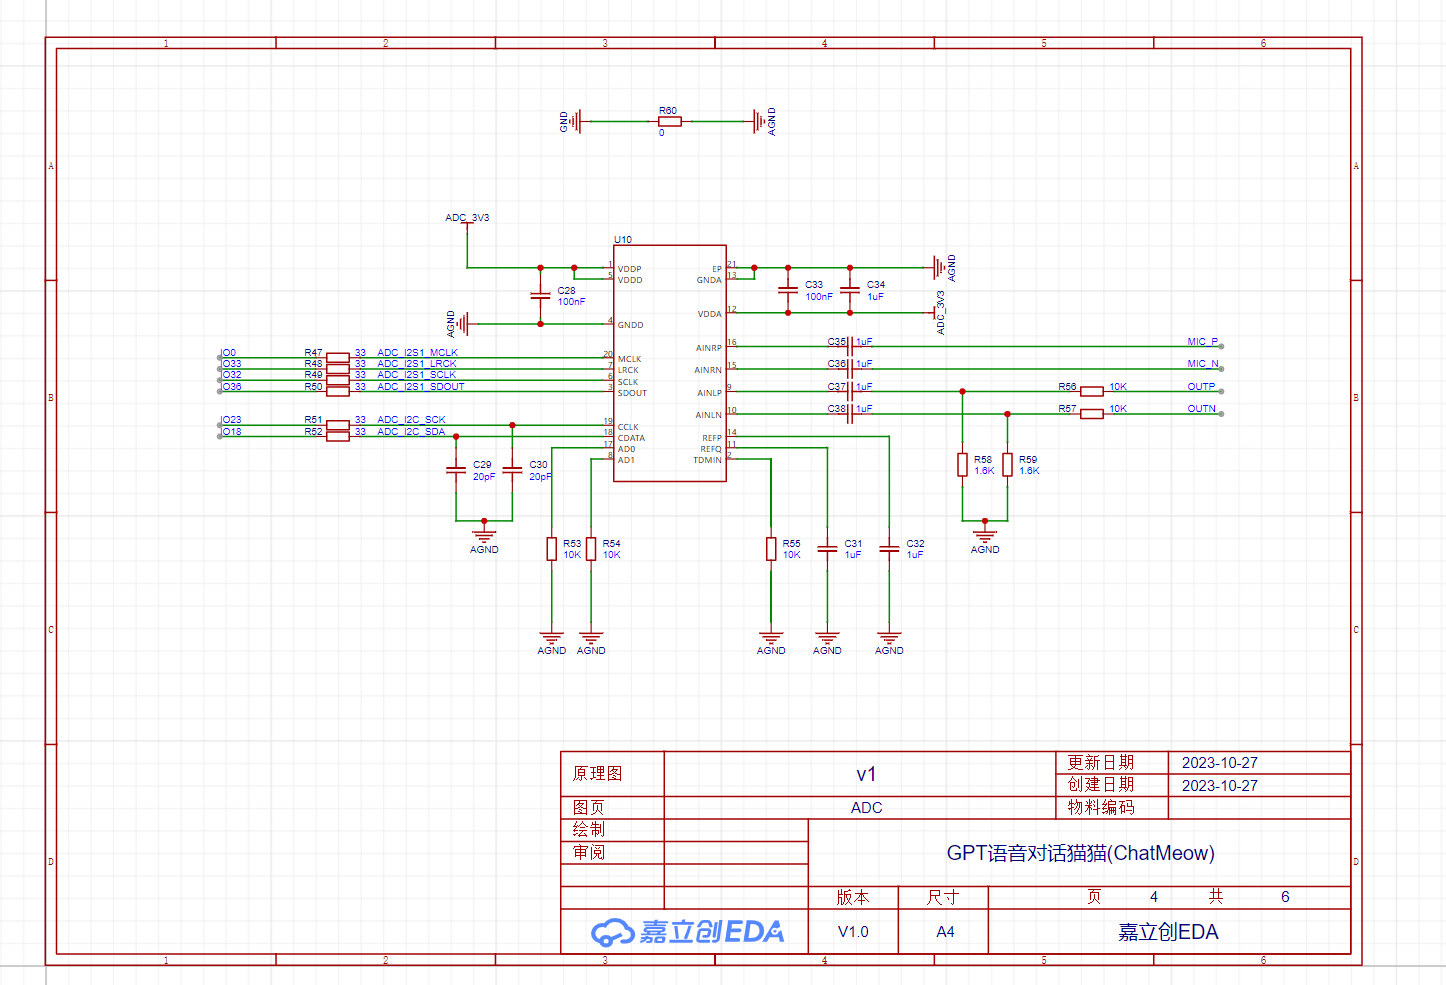 1 2 3 4 5 6
A A
B B
C C
D D
GND R60 AGND
0
ADC_3V3
U10
1 VDDP
5 VDDD
4 GNDD
20 MCLK
7 LRCK
6 SCLK
3 SDOUT
19 CCLK
18 CDATA
17 AD0
8 AD1
EP 21
GNDA 13
VDDA 12
AINRP 16
AINRN 15
AINLP 9
AINLN 10
REFP 14
REFQ 11
TDMIN 2
C28
100nF
AGND
IO0 R47 33 ADC_I2S1_MCLK
IO33 R48 33 ADC_I2S1_LRCK
IO32 R49 33 ADC_I2S1_SCLK
IO36 R50 33 ADC_I2S1_SDOUT
IO23 R51 33 ADC_I2C_SCK
IO18 R52 33 ADC_I2C_SDA
C29
20pF
C30
20pF
AGND
R53
10K
R54
10K
AGND AGND
C33
100nF
C34
1uF
AGND
ADC_3V3
C35 1uF MIC_P
C36 1uF MIC_N
C37 1uF R56 10K OUTP
C38 1uF R57 10K OUTN
R58
1.6K
R59
1.6K
AGND
R55
10K
C31
1uF
C32
1uF
AGND AGND AGND
原理图 v1 更新日期 2023-10-27
创建日期 2023-10-27
图页 ADC 物料编码
绘制
审阅
GPT语音对话猫猫(ChatMeow)
版本 尺寸 页 4 共 6
嘉立创EDA V1.0 A4 嘉立创EDA
1 2 3 4 5 6